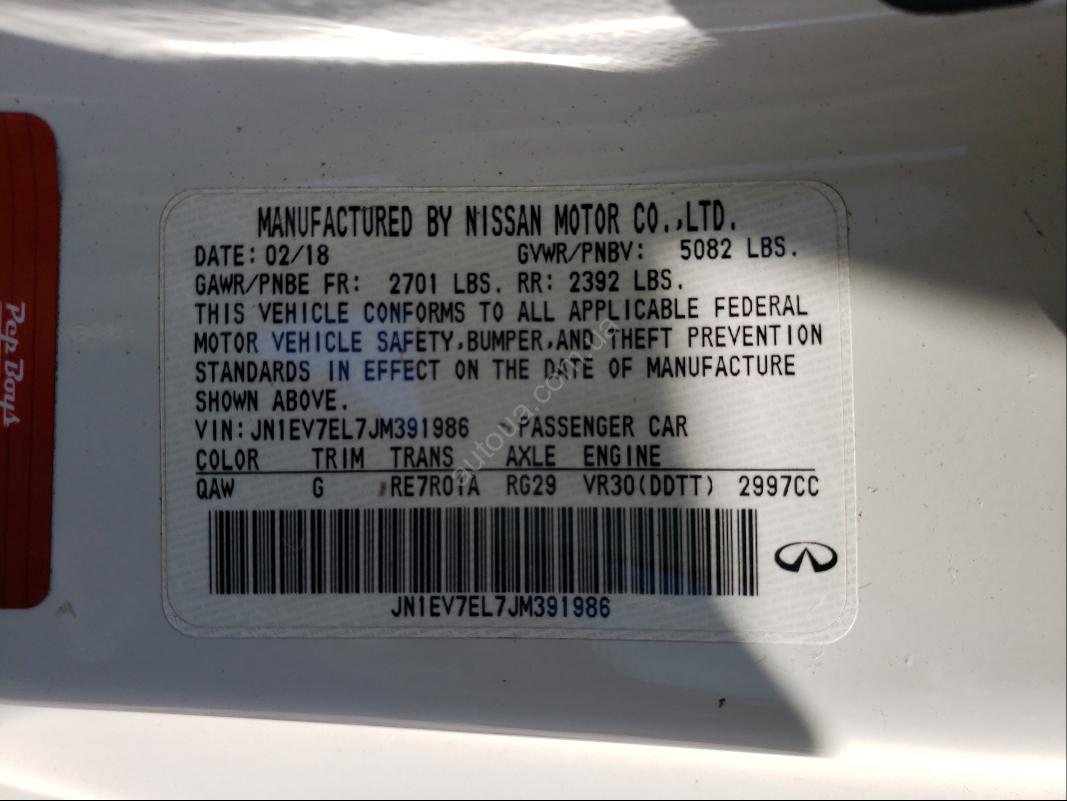 MANUFACTURED BY NISSAN MOTOR CO.,LTD.
DATE: 02/18 GVWR/PNBV: 5082 LBS.
GAWR/PNBE FR: 2701 LBS. RR: 2392 LBS.
THIS VEHICLE CONFORMS TO ALL APPLICABLE FEDERAL
MOTOR VEHICLE SAFETY,BUMPER,AND THEFT PREVENTION
STANDARDS IN EFFECT ON THE DATE OF MANUFACTURE
SHOWN ABOVE.
VIN:JN1EV7EL7JM391986 PASSENGER CAR
COLOR TRIM TRANS AXLE ENGINE
QAW G RE7R01A RG29 VR30(DDTT) 2997CC
JN1EV7EL7JM391986
Pep Boys
autoua.com.ua